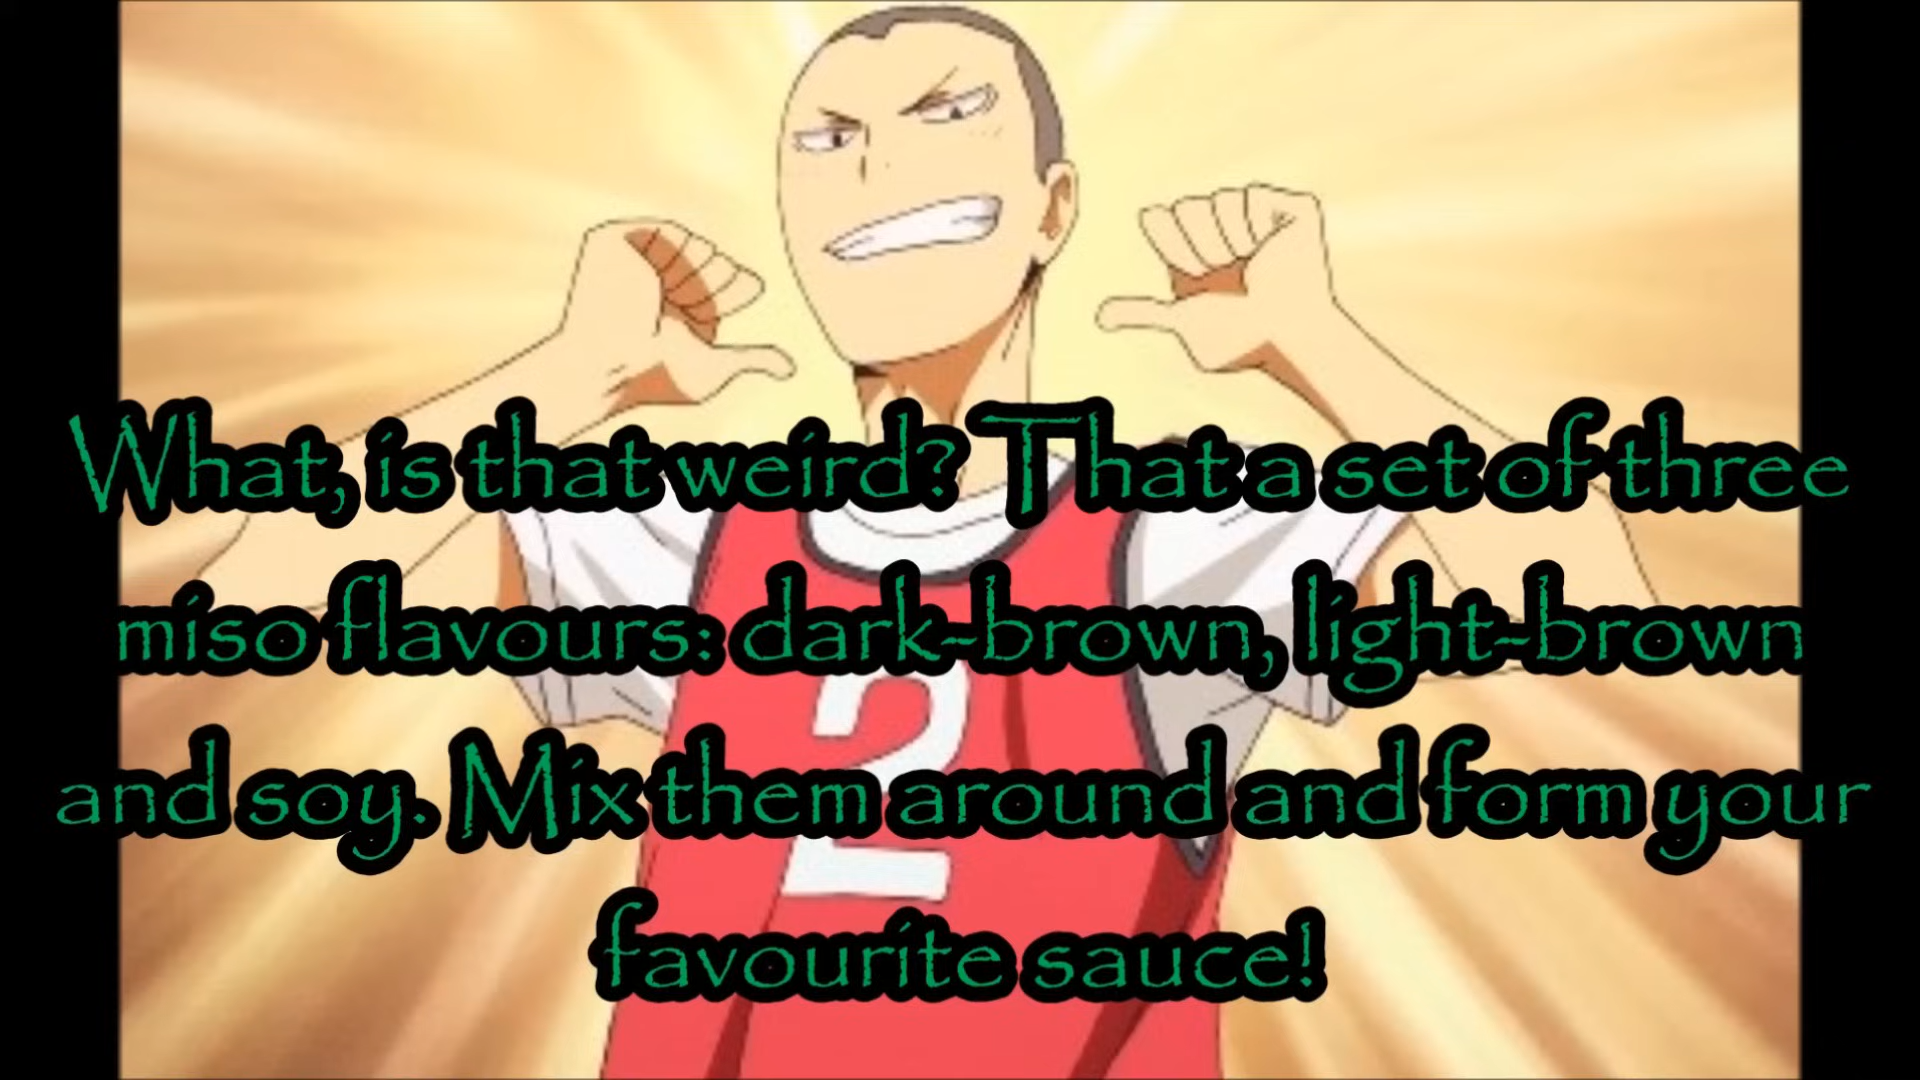 What, is that weird? That a set of three
miso flavours: dark-brown, light-brown
and soy. Mix them around and form your
favourite sauce!
2